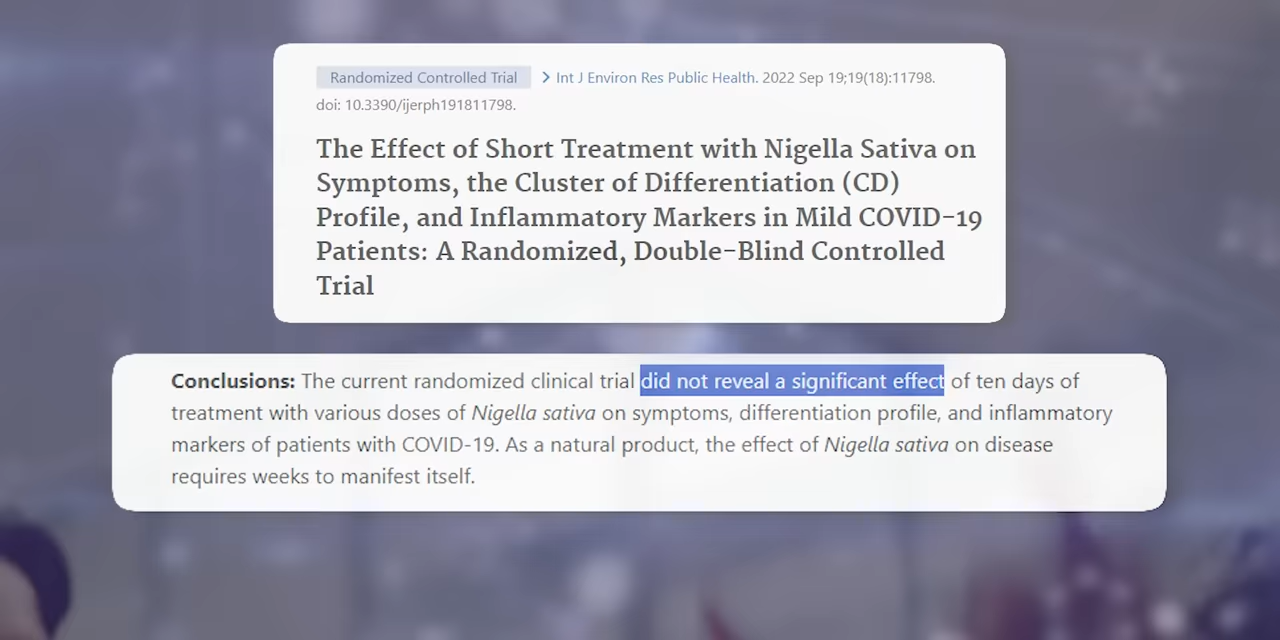 Randomized Controlled Trial > Int J Environ Res Public Health. 2022 Sep 19;19(18):11798.
doi: 10.3390/ijerph191811798.
The Effect of Short Treatment with Nigella Sativa on
Symptoms, the Cluster of Differentiation (CD)
Profile, and Inflammatory Markers in Mild COVID-19
Patients: A Randomized, Double-Blind Controlled
Trial
Conclusions: The current randomized clinical trial did not reveal a significant effect of ten days of
treatment with various doses of Nigella sativa on symptoms, differentiation profile, and inflammatory
markers of patients with COVID-19. As a natural product, the effect of Nigella sativa on disease
requires weeks to manifest itself.